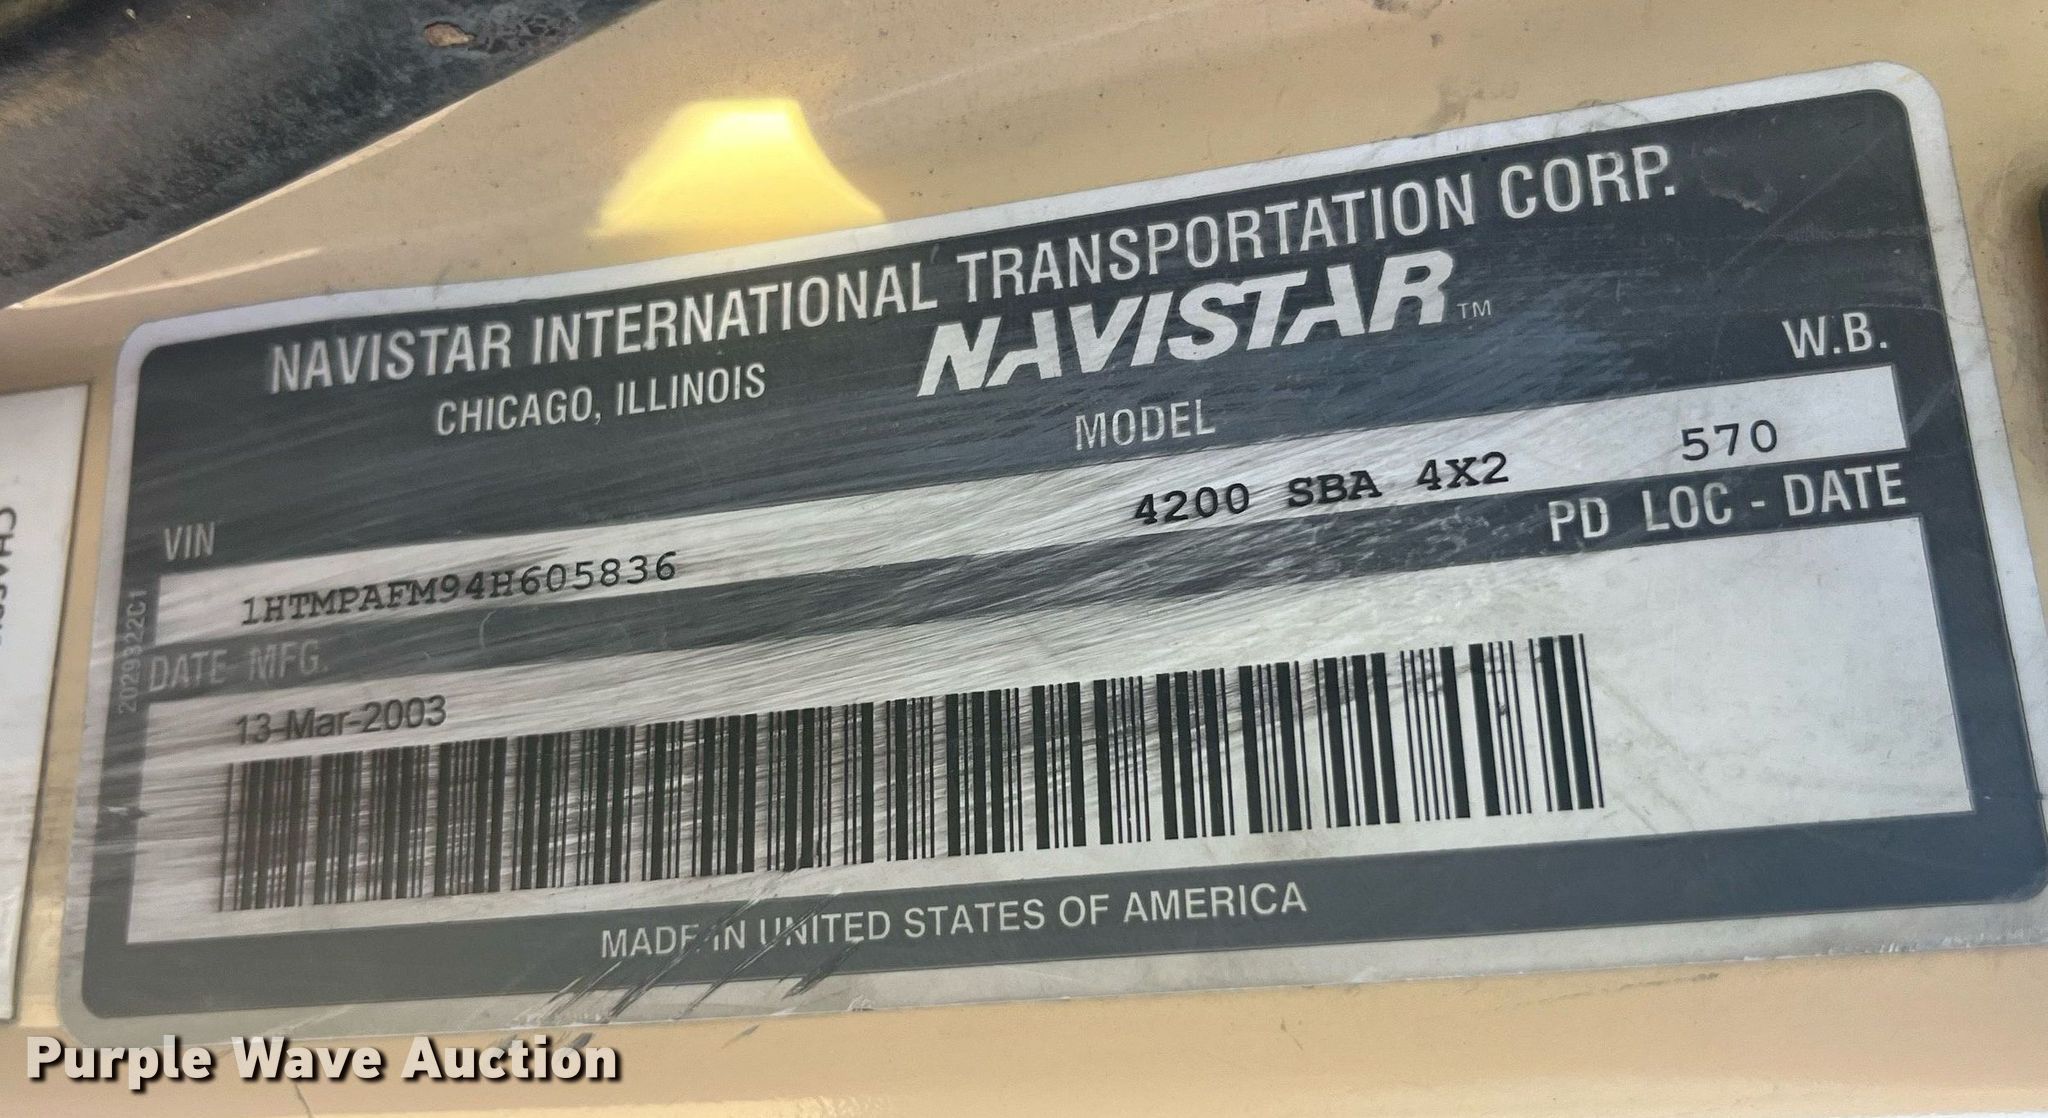 NAVISTAR INTERNATIONAL TRANSPORTATION CORP.
CHICAGO, ILLINOIS
NAVISTAR™
VIN
MODEL
W.B.
1HTMPAFM94H605836
4200 SBA 4X2
570
DATE MFG.
PD LOC - DATE
13-Mar-2003
2029322C1
MADE IN UNITED STATES OF AMERICA
Purple Wave Auction